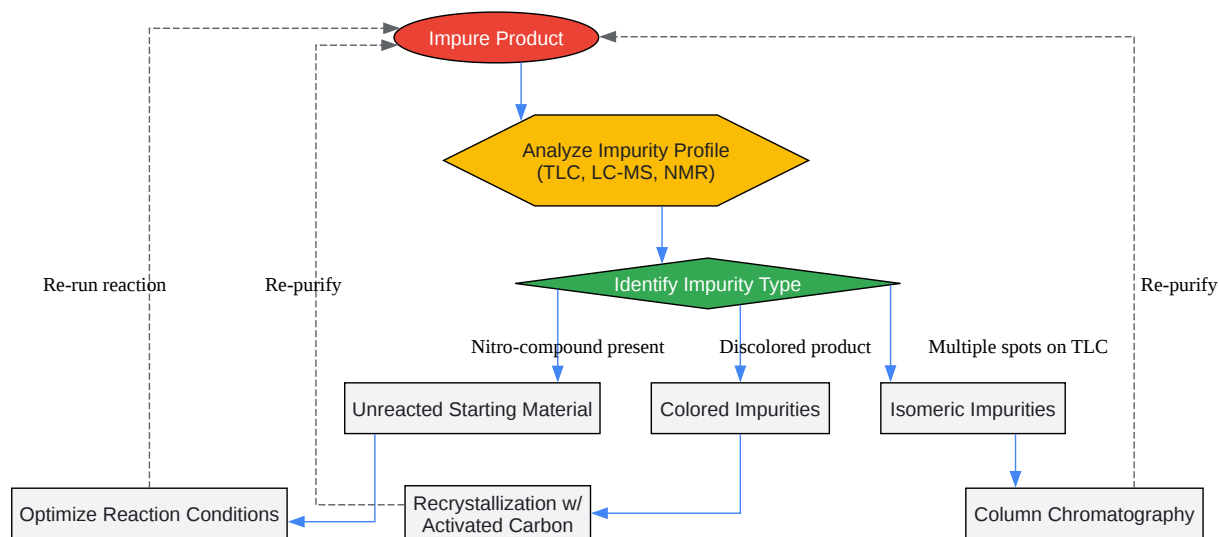 Impure Product
Analyze Impurity Profile
(TLC, LC-MS, NMR)
Re-run reaction
Re-purify
Identify Impurity Type
Re-purify
Nitro-compound present
Discolored product
Multiple spots on TLC
Unreacted Starting Material
Colored Impurities
Isomeric Impurities
Optimize Reaction Conditions
Recrystallization w/
Activated Carbon
Column Chromatography